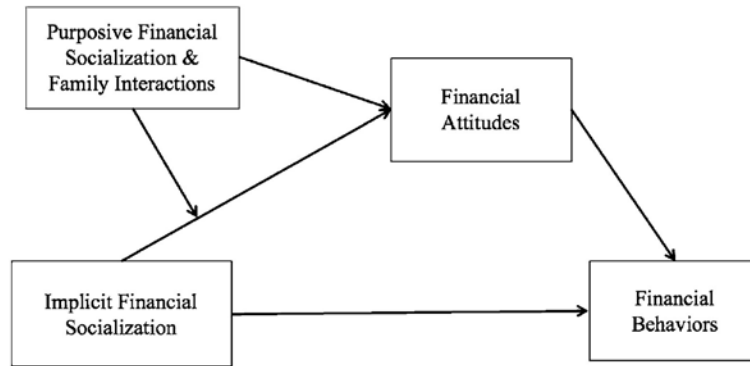 Purposive Financial
Socialization &
Family Interactions
Financial
Attitudes
Implicit Financial
Socialization
Financial
Behaviors